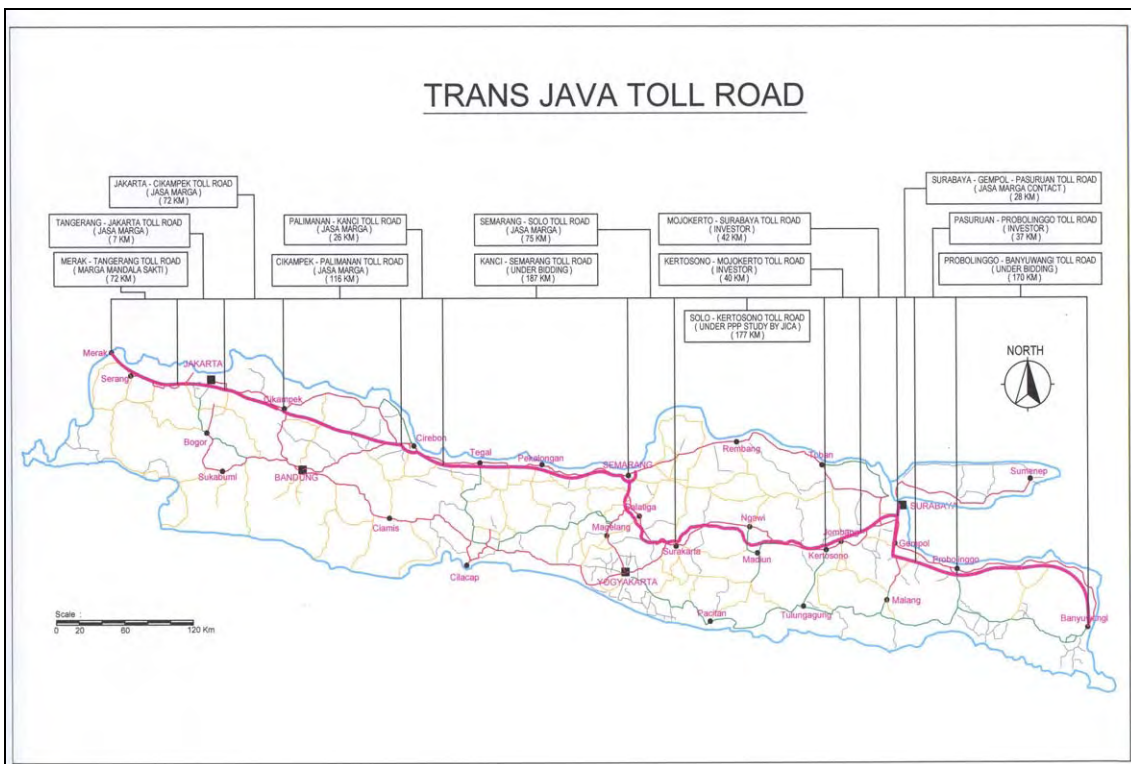 TRANS JAVA TOLL ROAD
JAKARTA - CIKAMPEK TOLL ROAD
( JASA MARGA )
( 72 KM )
SURABAYA - GEMPOL - PASURUAN TOLL ROAD
( JASA MARGA CONTACT )
( 28 KM )
TANGERANG - JAKARTA TOLL ROAD
( JASA MARGA )
( 7 KM )
PALIMANAN - KANCI TOLL ROAD
( JASA MARGA )
( 26 KM )
SEMARANG - SOLO TOLL ROAD
( JASA MARGA )
( 75 KM )
MOJOKERTO - SURABAYA TOLL ROAD
( INVESTOR )
( 42 KM )
PASURUAN - PROBOLINGGO TOLL ROAD
( INVESTOR )
( 37 KM )
MERAK - TANGERANG TOLL ROAD
( MARGA MANDALA SAKTI )
( 72 KM )
CIKAMPEK - PALIMANAN TOLL ROAD
( JASA MARGA )
( 116 KM )
KANCI - SEMARANG TOLL ROAD
( UNDER BIDDING )
( 187 KM )
KERTOSONO - MOJOKERTO TOLL ROAD
( INVESTOR )
( 40 KM )
PROBOLINGGO - BANYUWANGI TOLL ROAD
( UNDER BIDDING )
( 170 KM )
SOLO - KERTOSONO TOLL ROAD
( UNDER PPP STUDY BY JICA )
( 177 KM )
NORTH
Merak
JAKARTA
Serang
Cikampek
Bogor
Cirebon
Tegal
Pekalongan
SEMARANG
Rembang
Tuban
Sumenep
Sukabumi
BANDUNG
SURABAYA
Ciamis
Salatiga
Magelang
Ngawi
Jombang
Surakarta
Madiun
Kertosono
Gempol
Probolinggo
Cilacap
YOGYAKARTA
Malang
Pacitan
Tulungagung
Banyuwangi
Scale :
0 20 60 120 Km